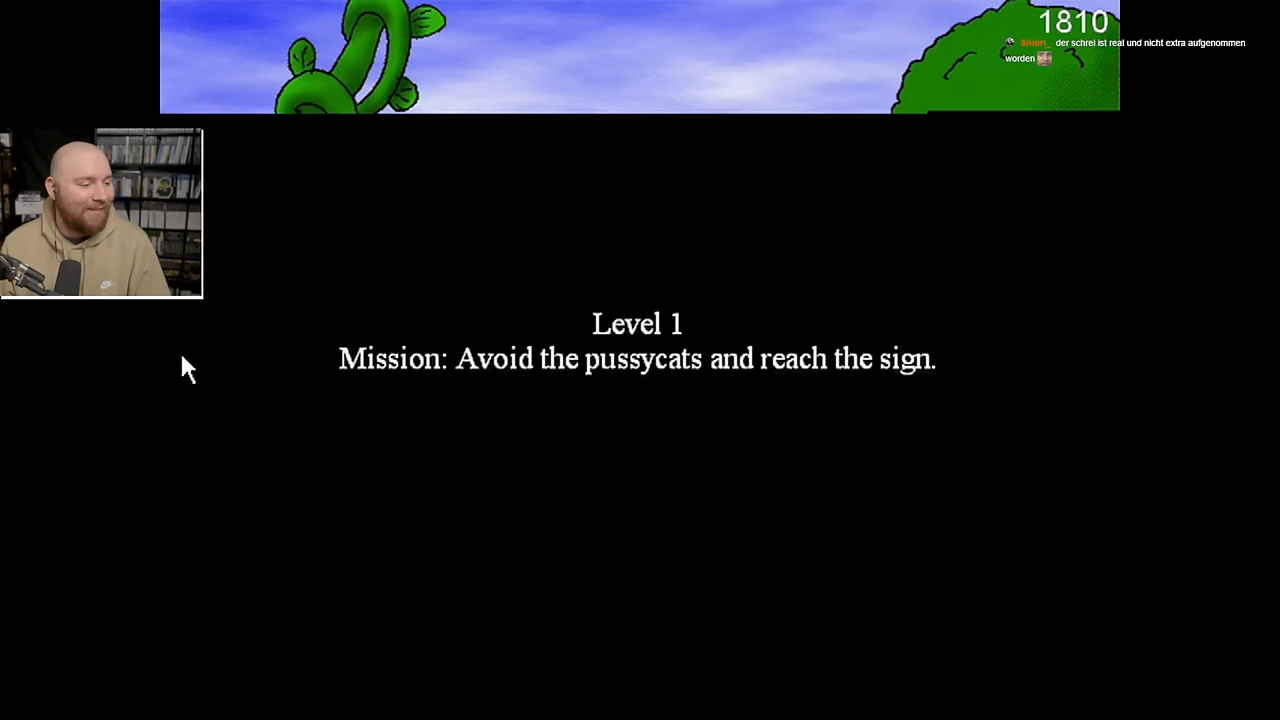 1810
Shiori_ der schrei ist real und nicht extra aufgenommen
worden
Level 1
Mission: Avoid the pussycats and reach the sign.